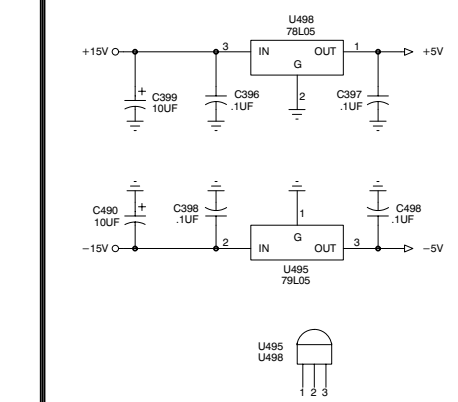 U498
78L05
+15V 3 IN OUT 1 +5V
G
+ C399
10UF
C396
.1UF
2
C397
.1UF
C490
10UF +
C398
.1UF
1
C498
.1UF
G
−15V 2 IN OUT 3 −5V
U495
79L05
U495
U498
1 2 3